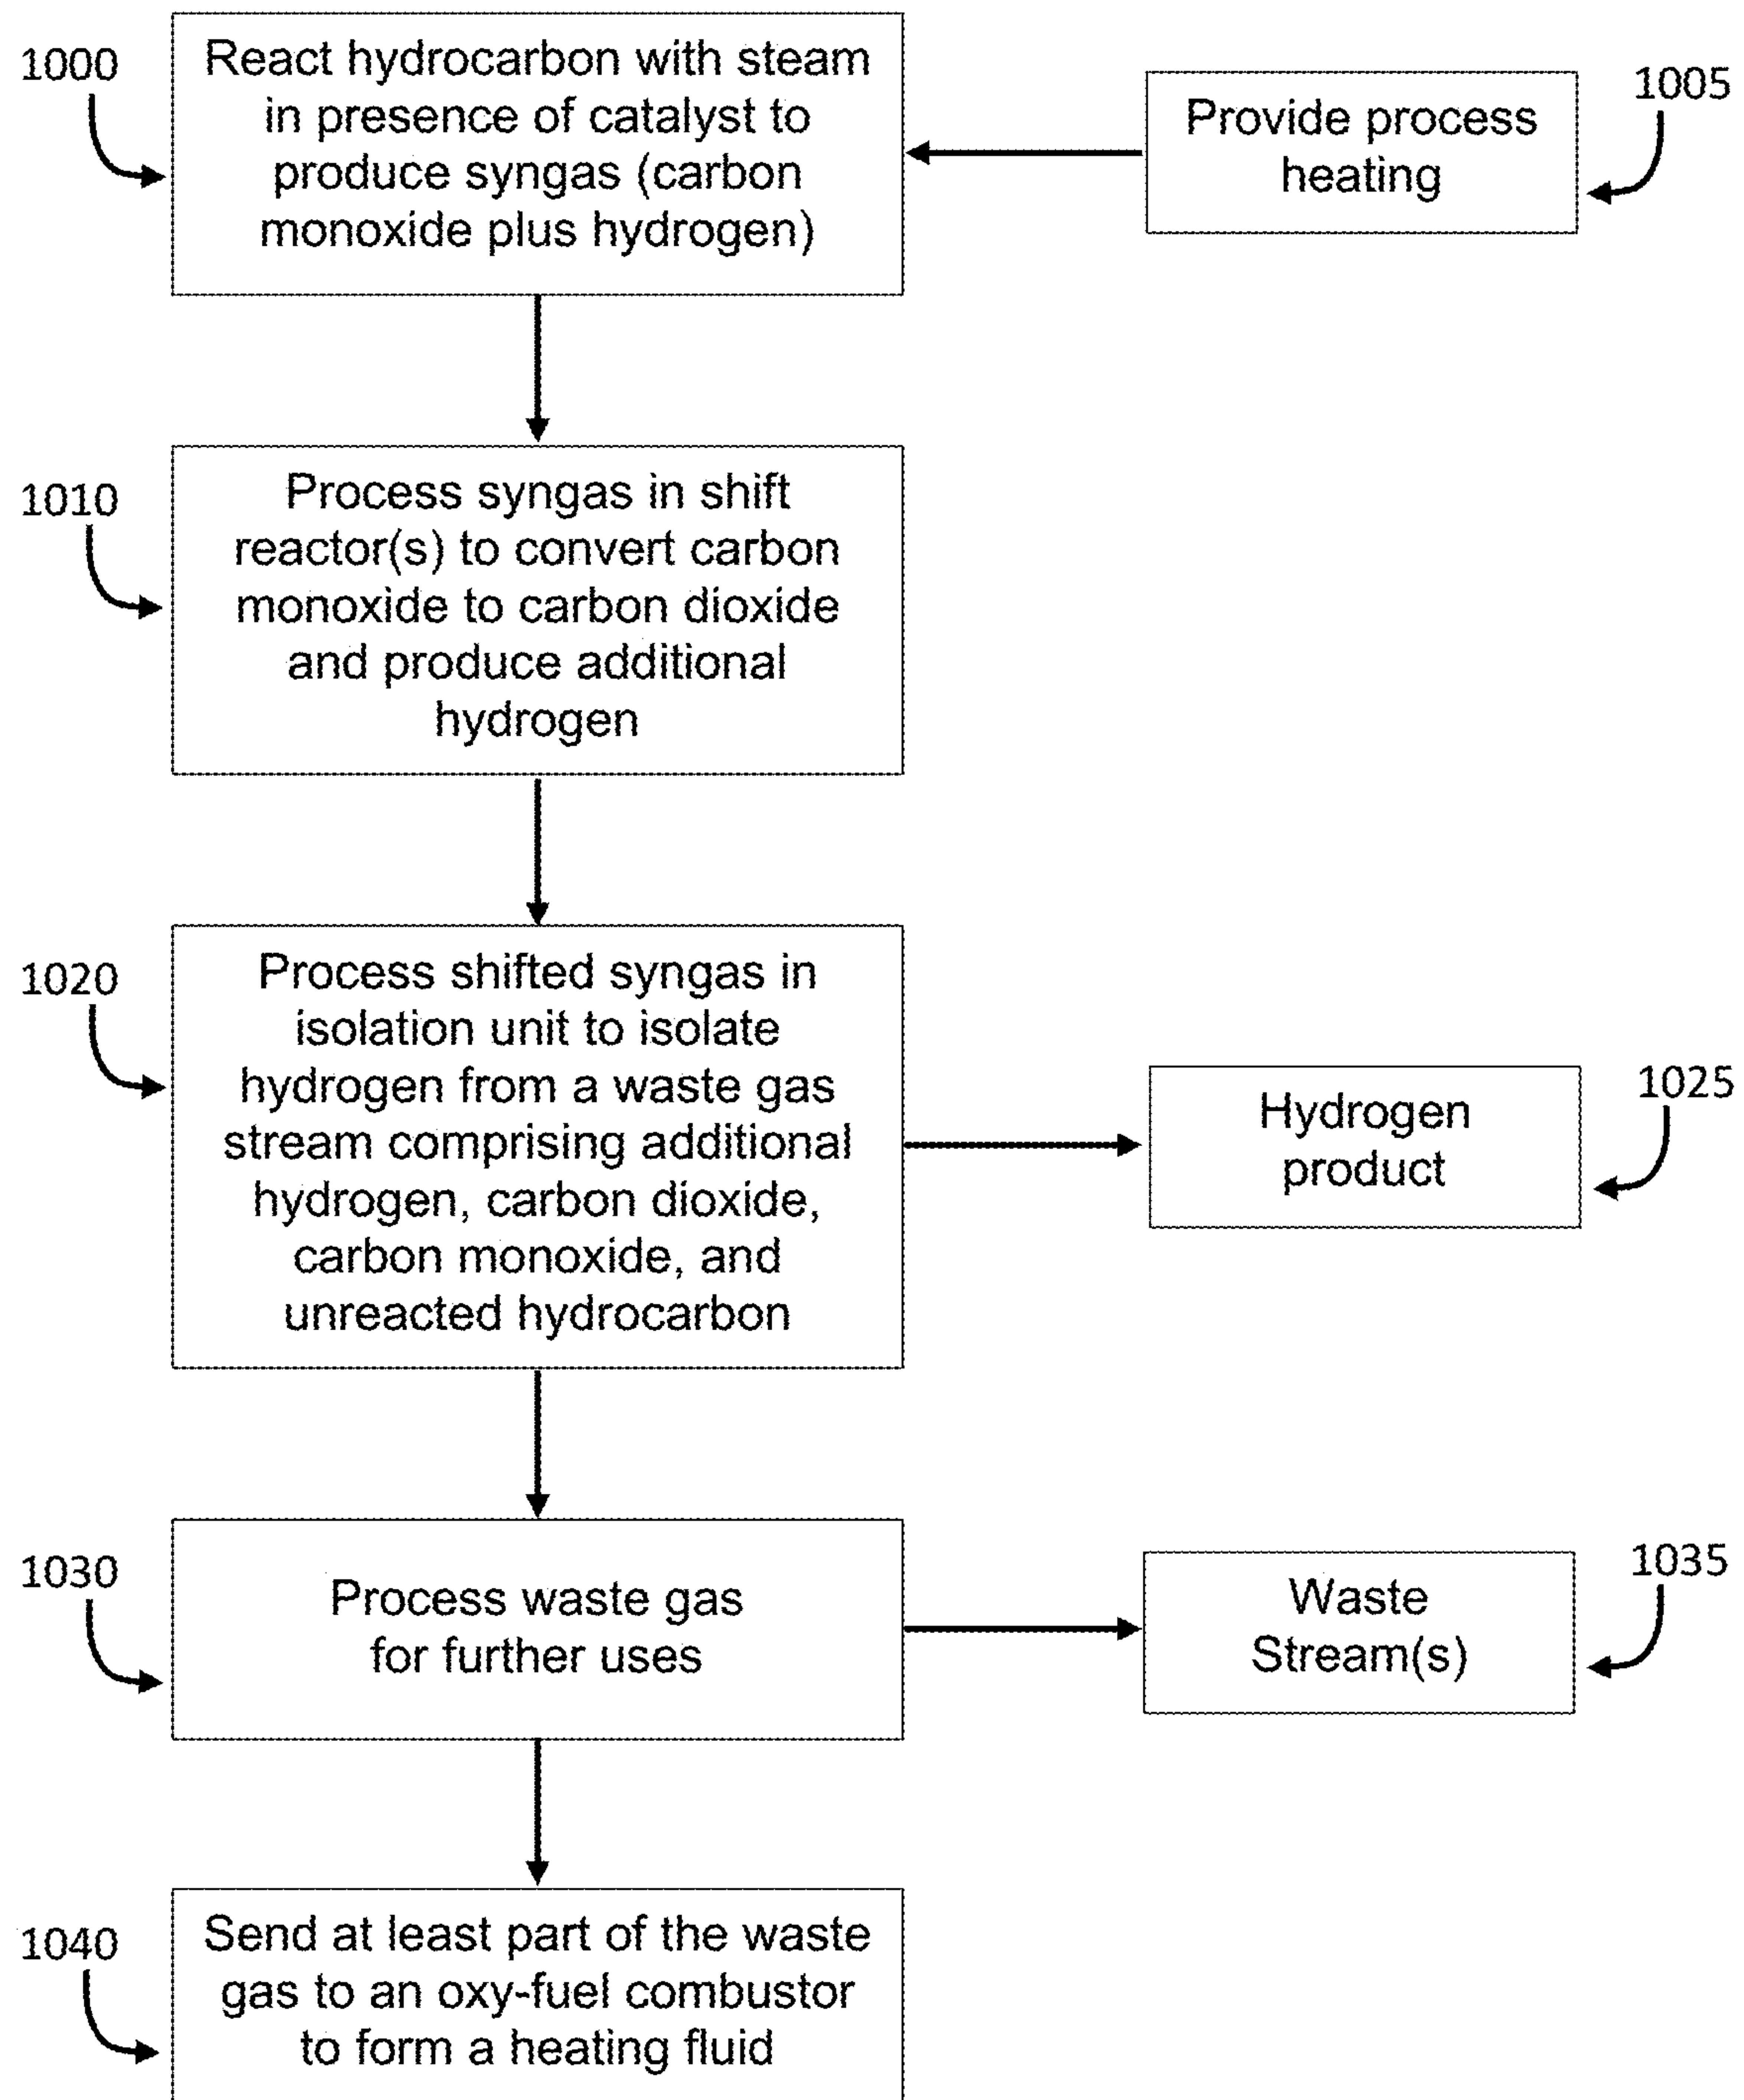 1000
React hydrocarbon with steam
in presence of catalyst to
produce syngas (carbon
monoxide plus hydrogen)
Provide process
heating
1005
1010
Process syngas in shift
reactor(s) to convert carbon
monoxide to carbon dioxide
and produce additional
hydrogen
1020
Process shifted syngas in
isolation unit to isolate
hydrogen from a waste gas
stream comprising additional
hydrogen, carbon dioxide,
carbon monoxide, and
unreacted hydrocarbon
Hydrogen
product
1025
1030
Process waste gas
for further uses
Waste
Stream(s)
1035
1040
Send at least part of the waste
gas to an oxy-fuel combustor
to form a heating fluid